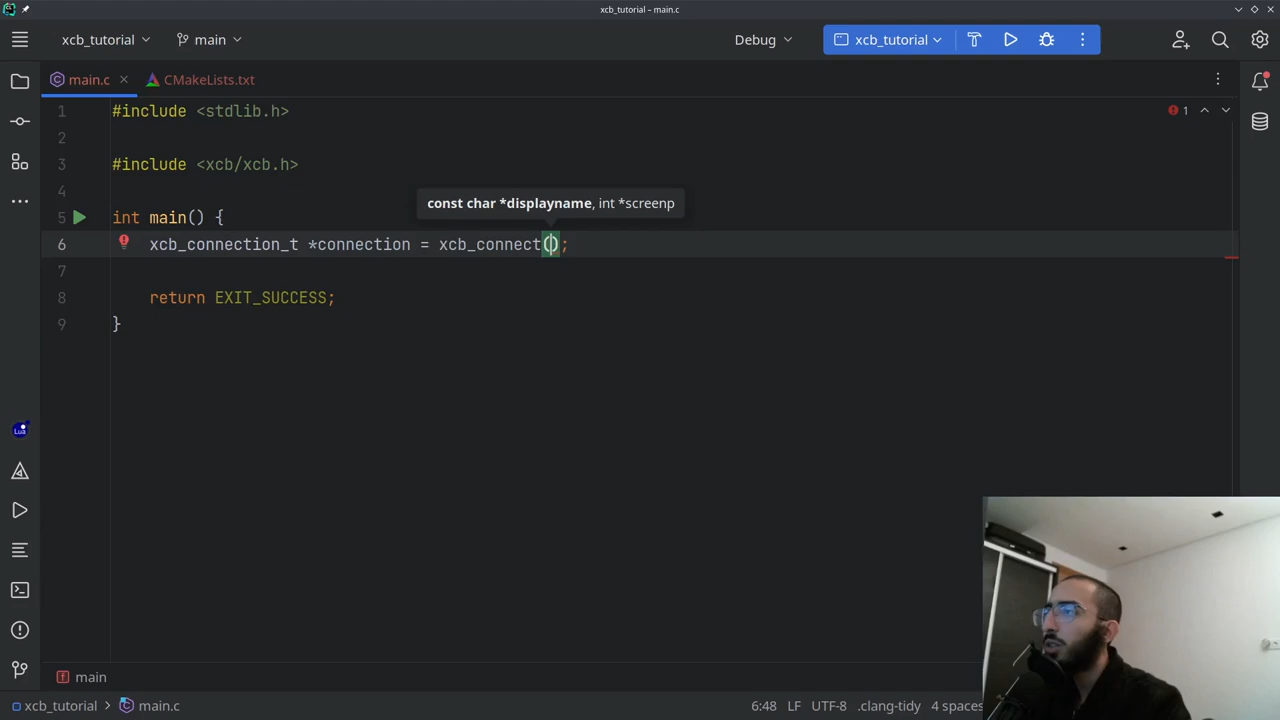 xcb_tutorial – main.c
xcb_tutorial
main
Debug
xcb_tutorial
main.c
CMakeLists.txt
1 #include <stdlib.h>
1
2
3 #include <xcb/xcb.h>
4
const char *displayname, int *screenp
5 int main() {
6 xcb_connection_t *connection = xcb_connect();
7
8 return EXIT_SUCCESS;
9 }
Lua
main
xcb_tutorial
main.c
6:48 LF UTF-8 .clang-tidy 4 spaces